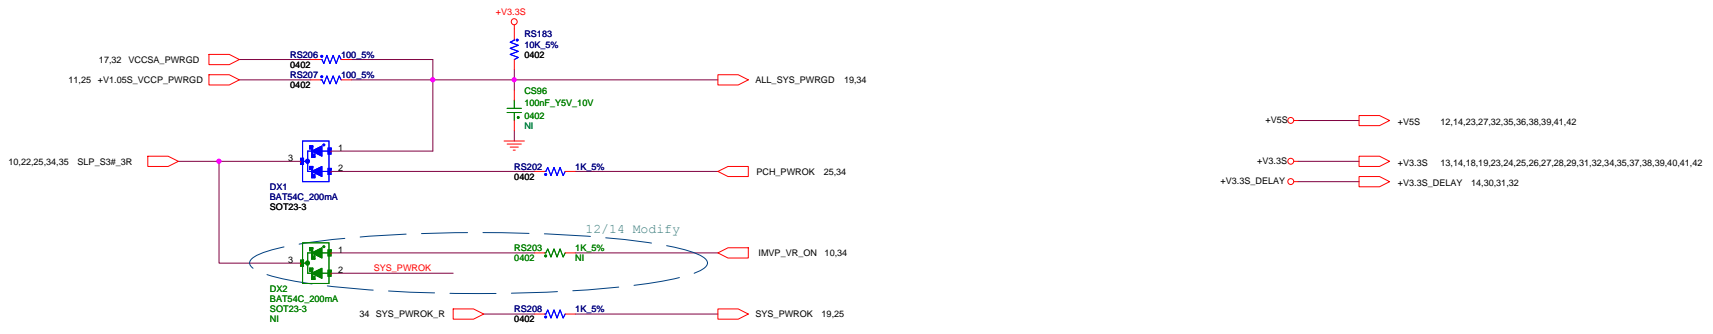 +V3.3S
RS183
10K_5%
0402
17,32 VCCSA_PWRGD
RS206 100_5%
0402
11,25 +V1.05S_VCCP_PWRGD
RS207 100_5%
0402
ALL_SYS_PWRGD 19,34
CS96
100nF_Y5V_10V
0402
NI
+V5S
+V5S 12,14,23,27,32,35,36,38,39,41,42
10,22,25,34,35 SLP_S3#_3R
3
1
2
DX1
BAT54C_200mA
SOT23-3
RS202 1K_5%
0402
PCH_PWROK 25,34
+V3.3S
+V3.3S 13,14,18,19,23,24,25,26,27,28,29,31,32,34,35,37,38,39,40,41,42
+V3.3S_DELAY
+V3.3S_DELAY 14,30,31,32
12/14 Modify
3
1
2
SYS_PWROK
RS203 1K_5%
0402 NI
IMVP_VR_ON 10,34
DX2
BAT54C_200mA
SOT23-3
NI
34 SYS_PWROK_R
RS208 1K_5%
0402
SYS_PWROK 19,25